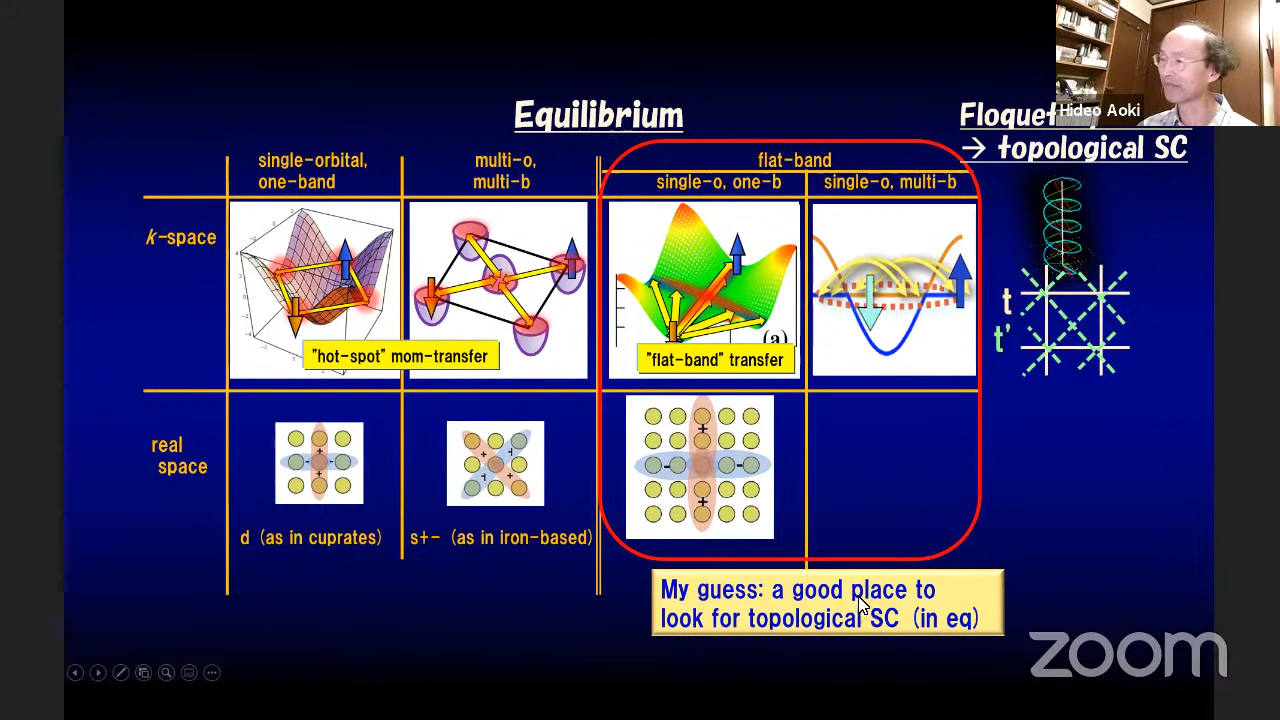 Equilibrium
Floquet
→ topological SC
Hideo Aoki
single-orbital,
one-band
multi-o,
multi-b
flat-band
single-o, one-b
single-o, multi-b
k-space
"hot-spot" mom-transfer
(a)
"flat-band" transfer
t
t'
real
space
d (as in cuprates)
s+- (as in iron-based)
My guess: a good place to
look for topological SC (in eq)
zoom